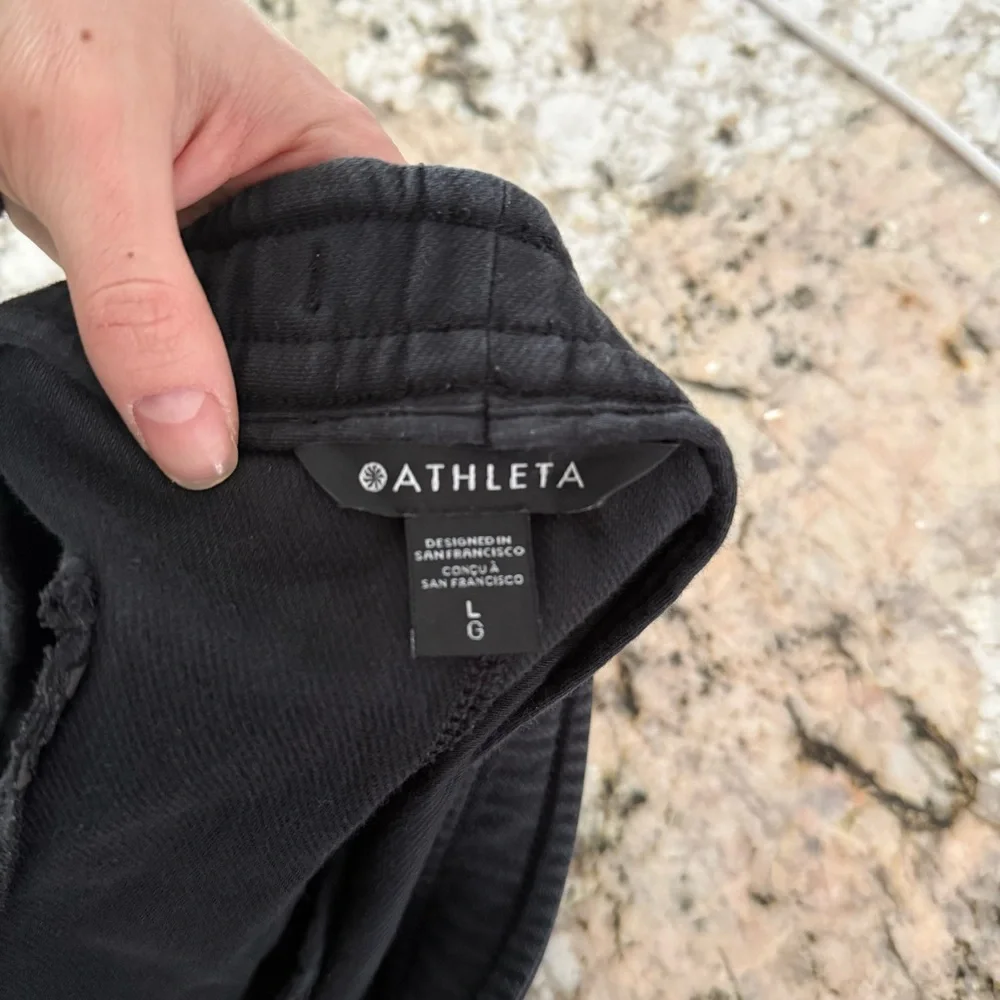 ATHLETA
DESIGNED IN
SAN FRANCISCO
CONÇU À
SAN FRANCISCO
L
G